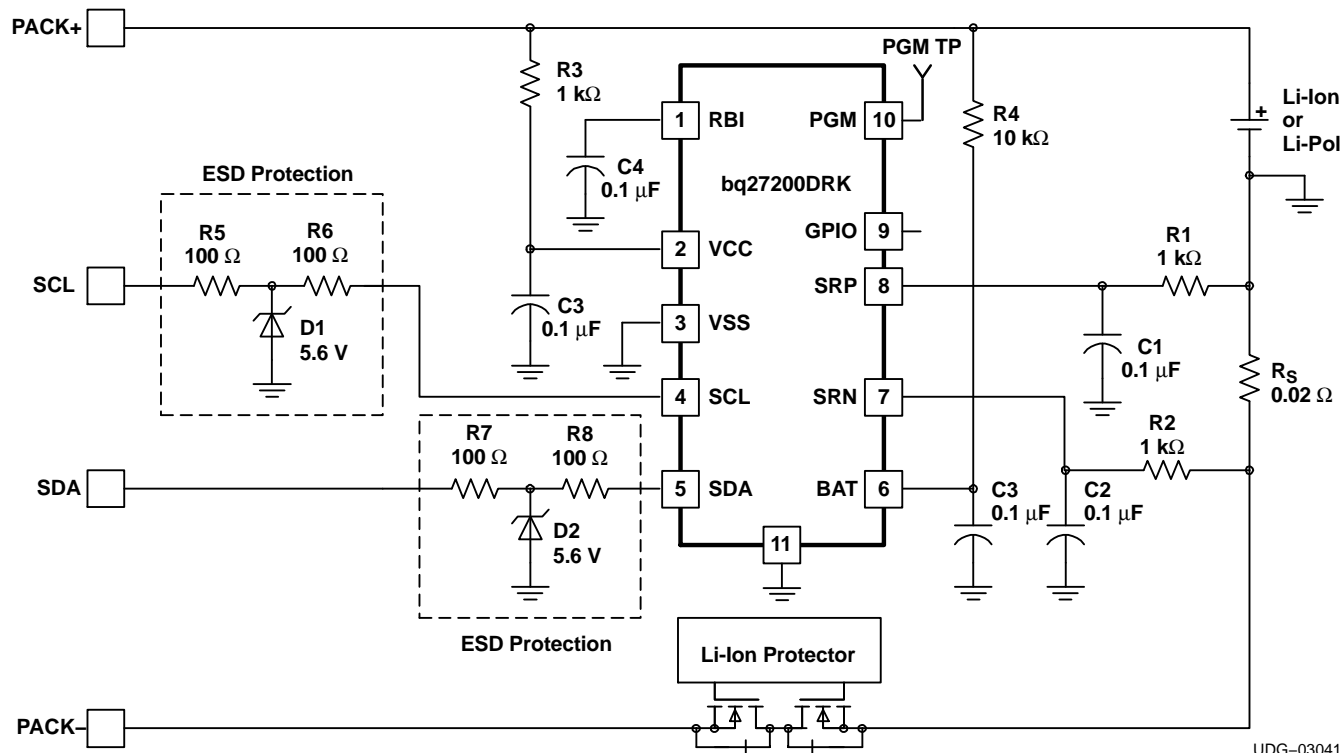 PACK+
PGM TP
R3
1 kΩ
1
RBI
PGM
10
R4
10 kΩ
+
Li-Ion
or
Li-Pol
C4
0.1 μF
bq27200DRK
ESD Protection
R5
100 Ω
R6
100 Ω
GPIO
9
R1
1 kΩ
2
VCC
SCL
SRP
8
C3
0.1 μF
D1
5.6 V
3
VSS
C1
0.1 μF
RS
0.02 Ω
4
SCL
SRN
7
R7
100 Ω
R8
100 Ω
R2
1 kΩ
SDA
5
SDA
BAT
6
C3
0.1 μF
C2
0.1 μF
D2
5.6 V
11
ESD Protection
Li-Ion Protector
PACK–
UDG–03041